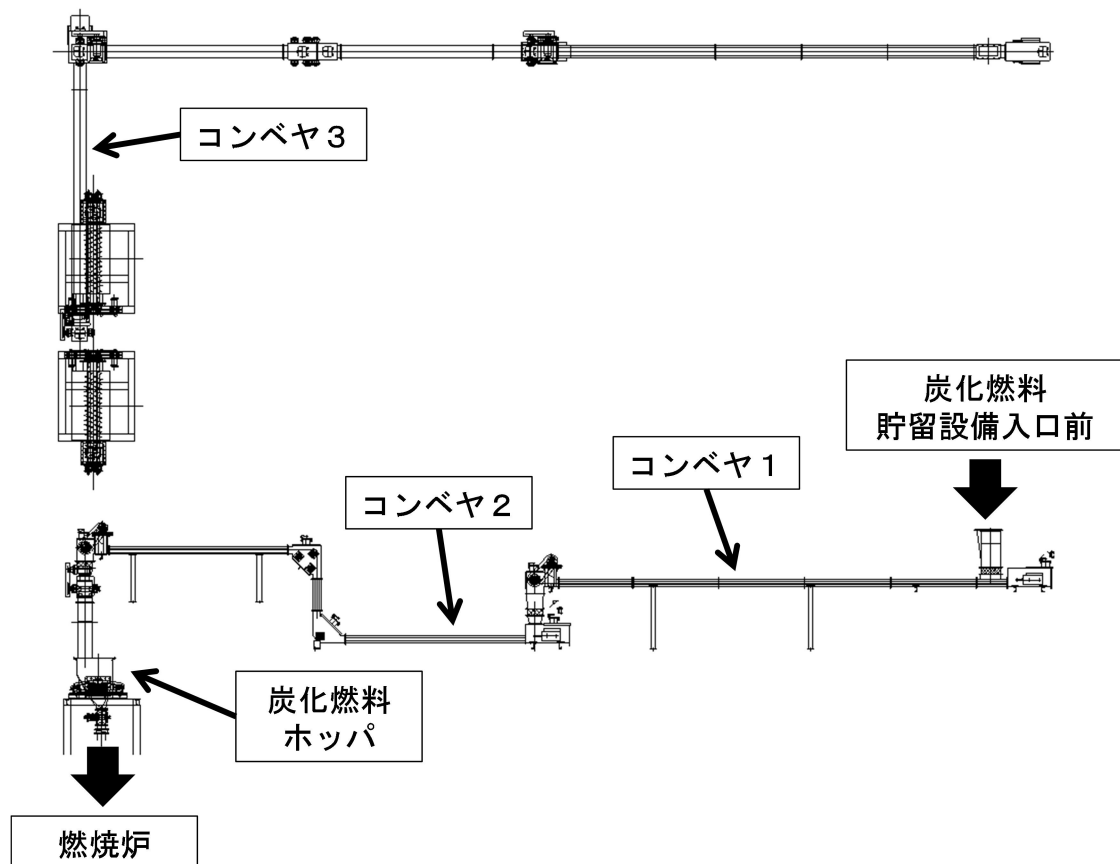 コンベヤ３
炭化燃料
貯留設備入口前
コンベヤ１
コンベヤ２
炭化燃料
ホッパ
燃焼炉